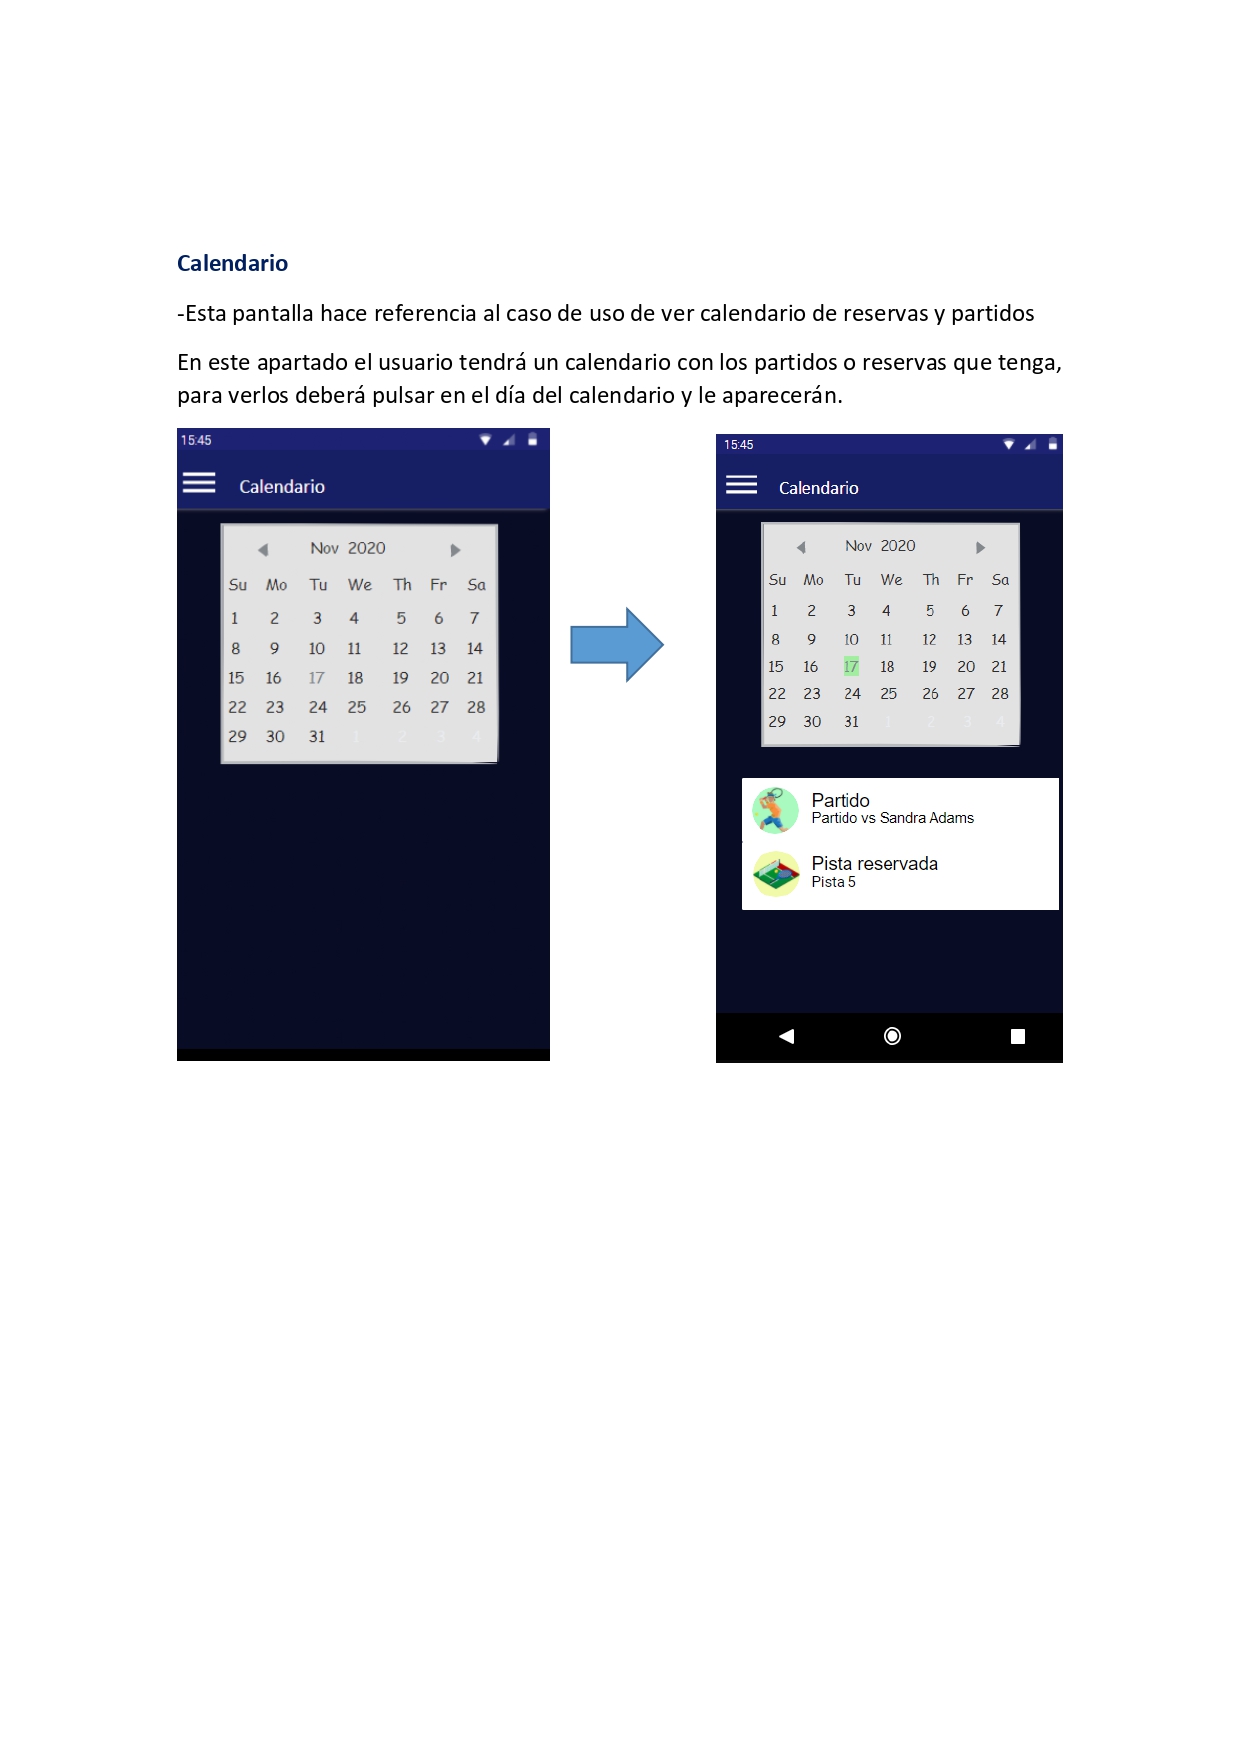 Calendario
-Esta pantalla hace referencia al caso de uso de ver calendario de reservas y partidos
En este apartado el usuario tendrá un calendario con los partidos o reservas que tenga,
para verlos deberá pulsar en el día del calendario y le aparecerán.
15:45
Calendario
Nov 2020
Su Mo Tu We Th Fr Sa
1 2 3 4 5 6 7
8 9 10 11 12 13 14
15 16 17 18 19 20 21
22 23 24 25 26 27 28
29 30 31 1 2 3 4
15:45
Calendario
Nov 2020
Su Mo Tu We Th Fr Sa
1 2 3 4 5 6 7
8 9 10 11 12 13 14
15 16 17 18 19 20 21
22 23 24 25 26 27 28
29 30 31 1 2 3 4
Partido
Partido vs Sandra Adams
Pista reservada
Pista 5